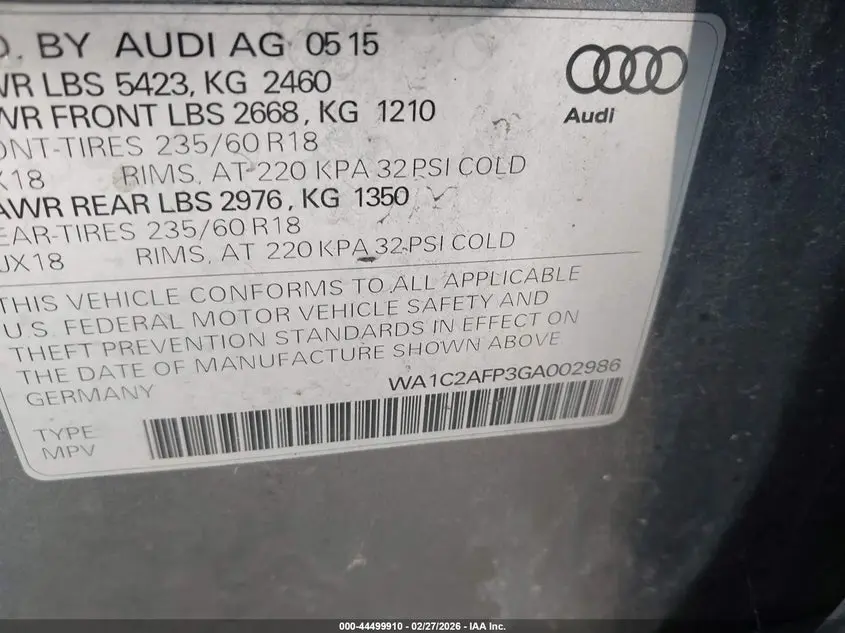 . BY AUDI AG 0515
WR LBS 5423, KG 2460
WR FRONT LBS 2668, KG 1210
ONT-TIRES 235/60 R18
X18 RIMS, AT 220 KPA 32 PSI COLD
AWR REAR LBS 2976, KG 1350
EAR-TIRES 235/60 R18
JX18 RIMS, AT 220 KPA 32 PSI COLD
Audi
THIS VEHICLE CONFORMS TO ALL APPLICABLE
U.S. FEDERAL MOTOR VEHICLE SAFETY AND
THEFT PREVENTION STANDARDS IN EFFECT ON
THE DATE OF MANUFACTURE SHOWN ABOVE
GERMANY WA1C2AFP3GA002986
TYPE
MPV
000-44499910 - 02/27/2026 - IAA Inc.